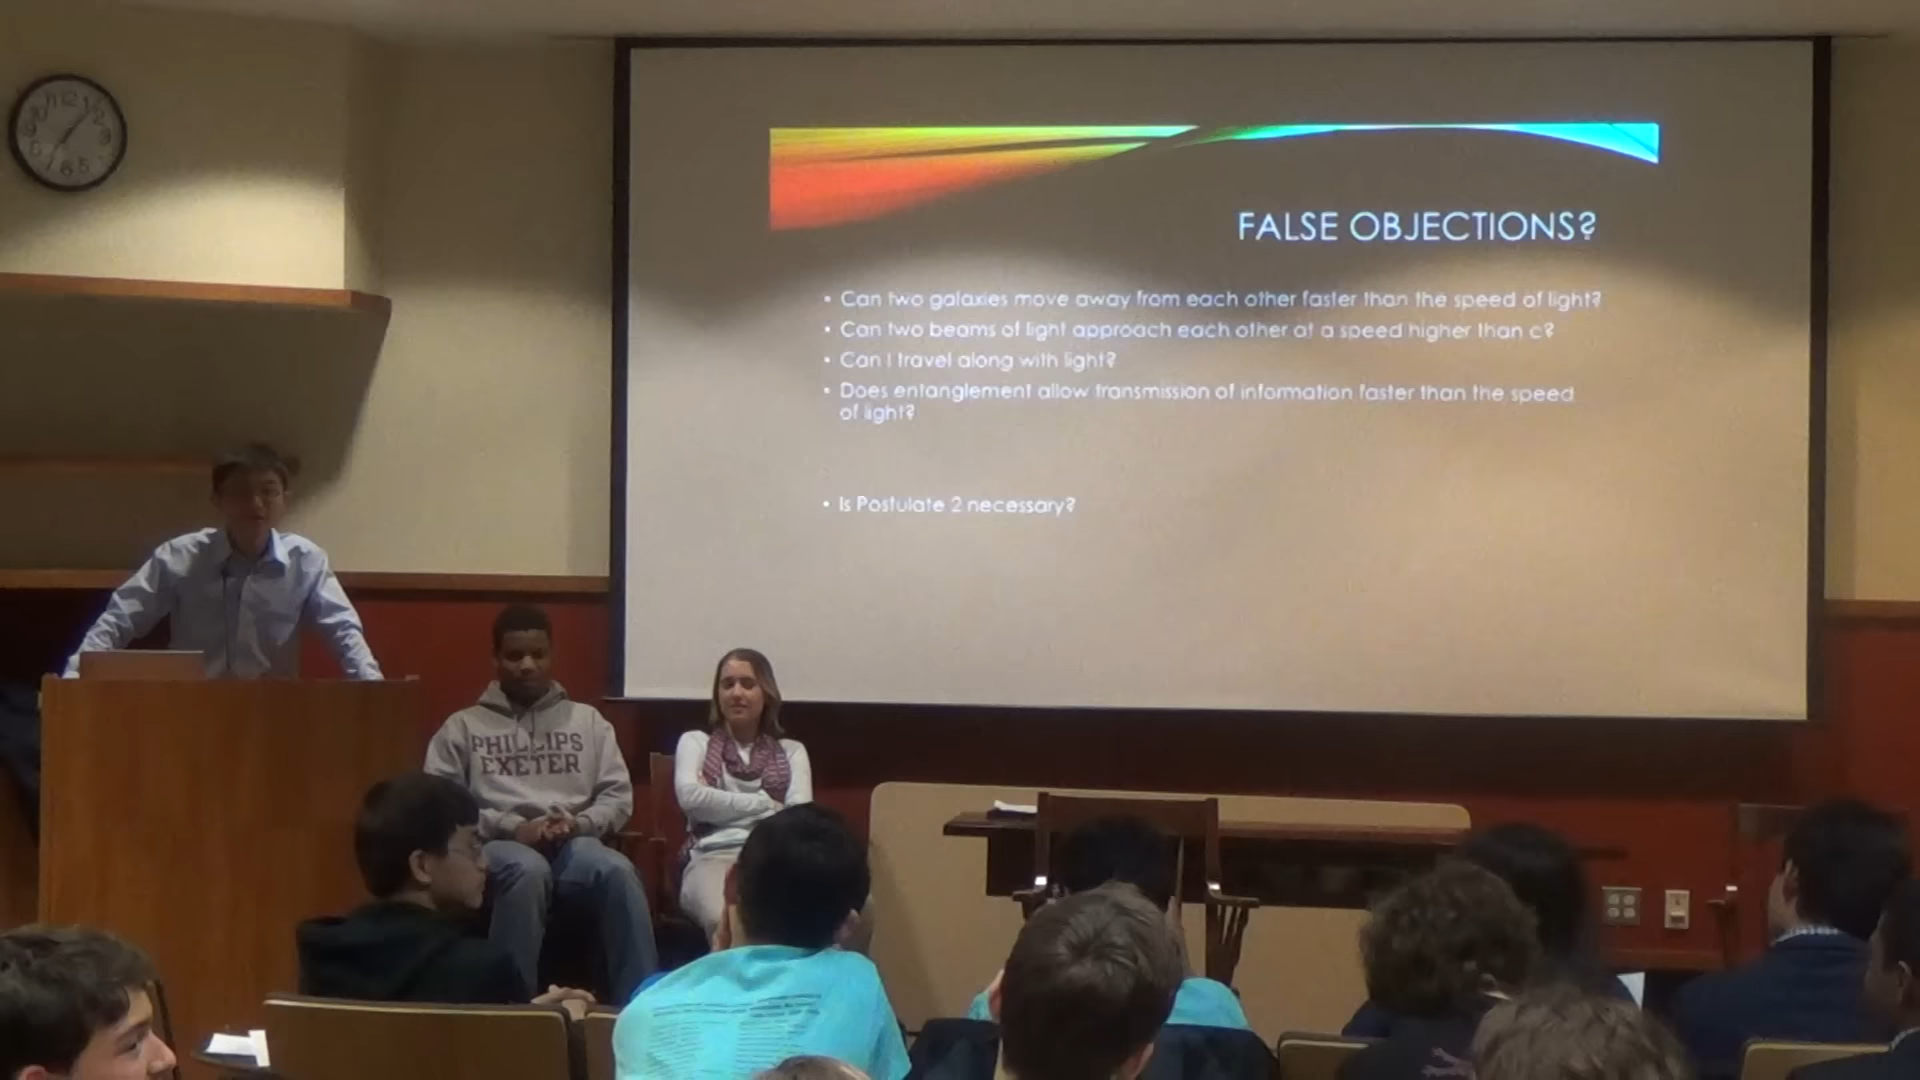 FALSE OBJECTIONS?
• Can two galaxies move away from each other faster than the speed of light?
• Can two beams of light approach each other at a speed higher than c?
• Can I travel along with light?
• Does entanglement allow transmission of information faster than the speed
of light?
• Is Postulate 2 necessary?
PHILLIPS
EXETER